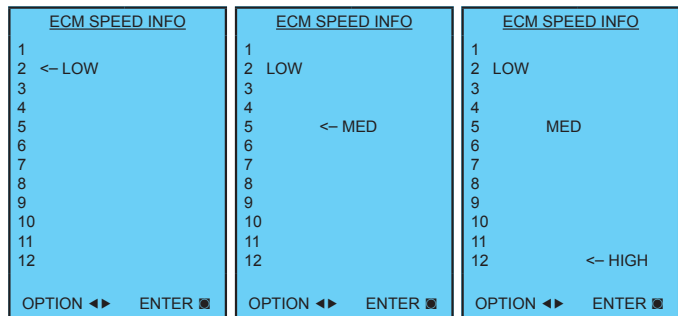 ECM SPEED INFO
1
2 <– LOW
3
4
5
6
7
8
9
10
11
12
OPTION ◄► ENTER ◙
ECM SPEED INFO
1
2 LOW
3
4
5 <– MED
6
7
8
9
10
11
12
OPTION ◄► ENTER ◙
ECM SPEED INFO
1
2 LOW
3
4
5 MED
6
7
8
9
10
11
12 <– HIGH
OPTION ◄► ENTER ◙